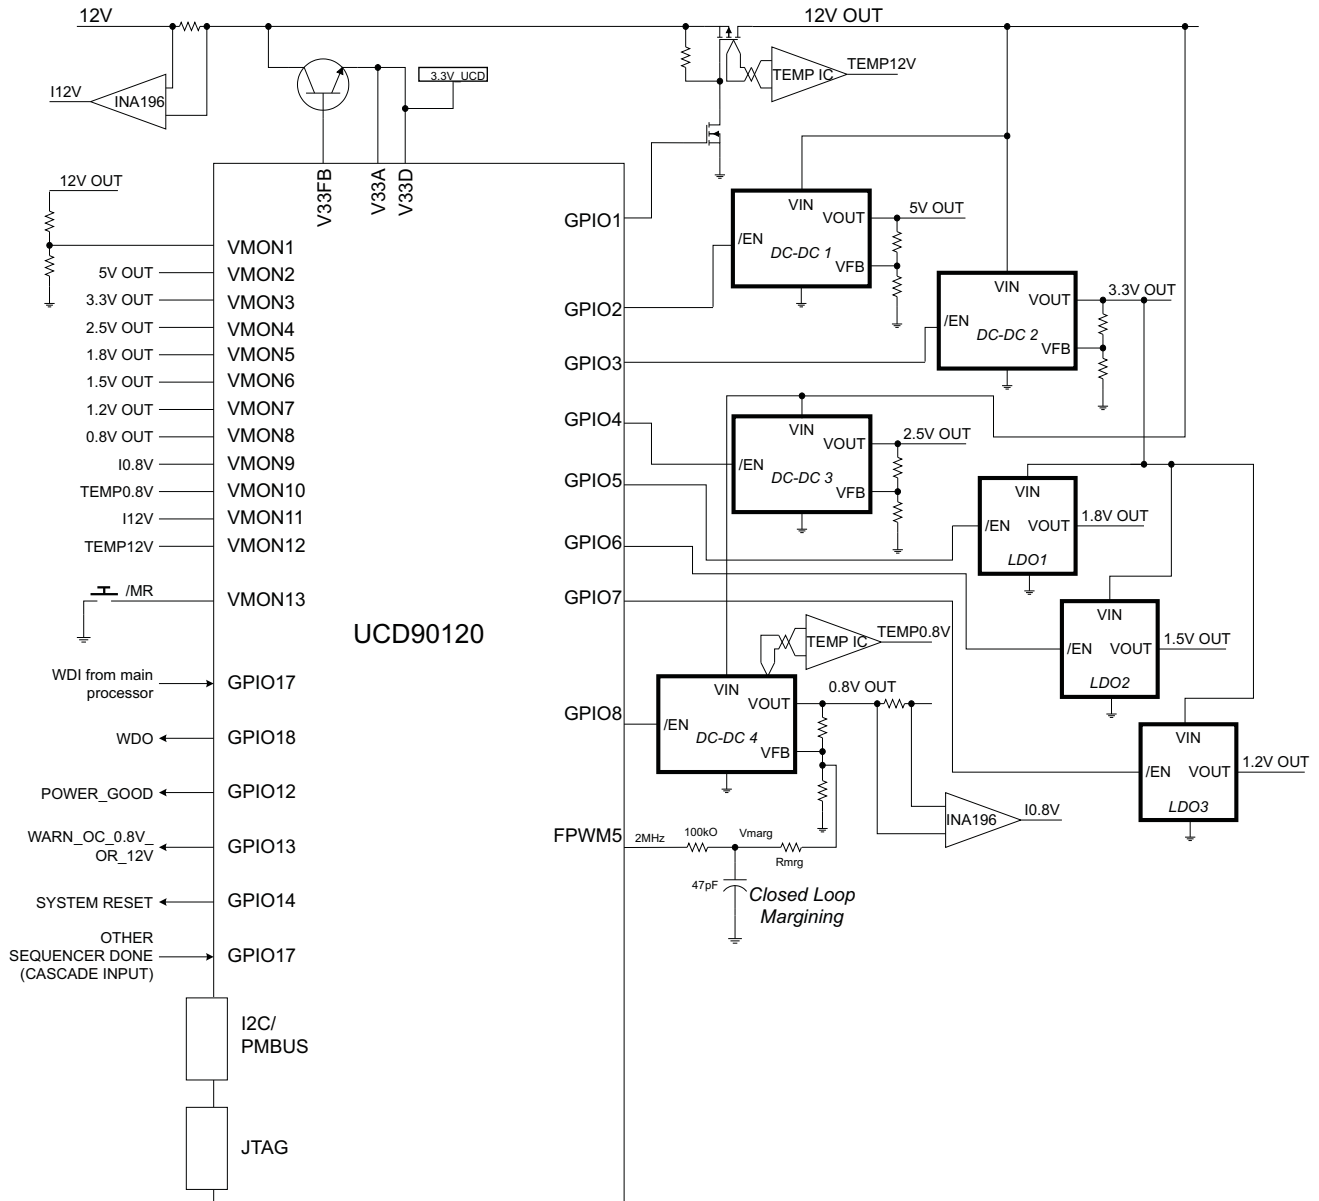 12V
12V OUT
I12V
INA196
3.3V_UCD
TEMP IC
TEMP12V
V33FB
V33A
V33D
12V OUT
VMON1
5V OUT
VMON2
3.3V OUT
VMON3
2.5V OUT
VMON4
1.8V OUT
VMON5
1.5V OUT
VMON6
1.2V OUT
VMON7
0.8V OUT
VMON8
I0.8V
VMON9
TEMP0.8V
VMON10
I12V
VMON11
TEMP12V
VMON12
/MR
VMON13
UCD90120
WDI from main
processor
GPIO17
WDO
GPIO18
POWER_GOOD
GPIO12
WARN_OC_0.8V_
OR_12V
GPIO13
SYSTEM RESET
GPIO14
OTHER
SEQUENCER DONE
(CASCADE INPUT)
GPIO17
I2C/
PMBUS
JTAG
GPIO1
GPIO2
GPIO3
GPIO4
GPIO5
GPIO6
GPIO7
GPIO8
FPWM5
VIN
VOUT
/EN
DC-DC 1
VFB
5V OUT
VIN
VOUT
/EN
DC-DC 2
VFB
3.3V OUT
VIN
VOUT
/EN
DC-DC 3
VFB
2.5V OUT
VIN
/EN
VOUT
LDO1
1.8V OUT
VIN
/EN
VOUT
LDO2
1.5V OUT
VIN
/EN
VOUT
LDO3
1.2V OUT
TEMP IC
TEMP0.8V
VIN
VOUT
/EN
DC-DC 4
VFB
0.8V OUT
INA196
I0.8V
2MHz
100kO
Vmarg
Rmrg
47pF
Closed Loop
Margining